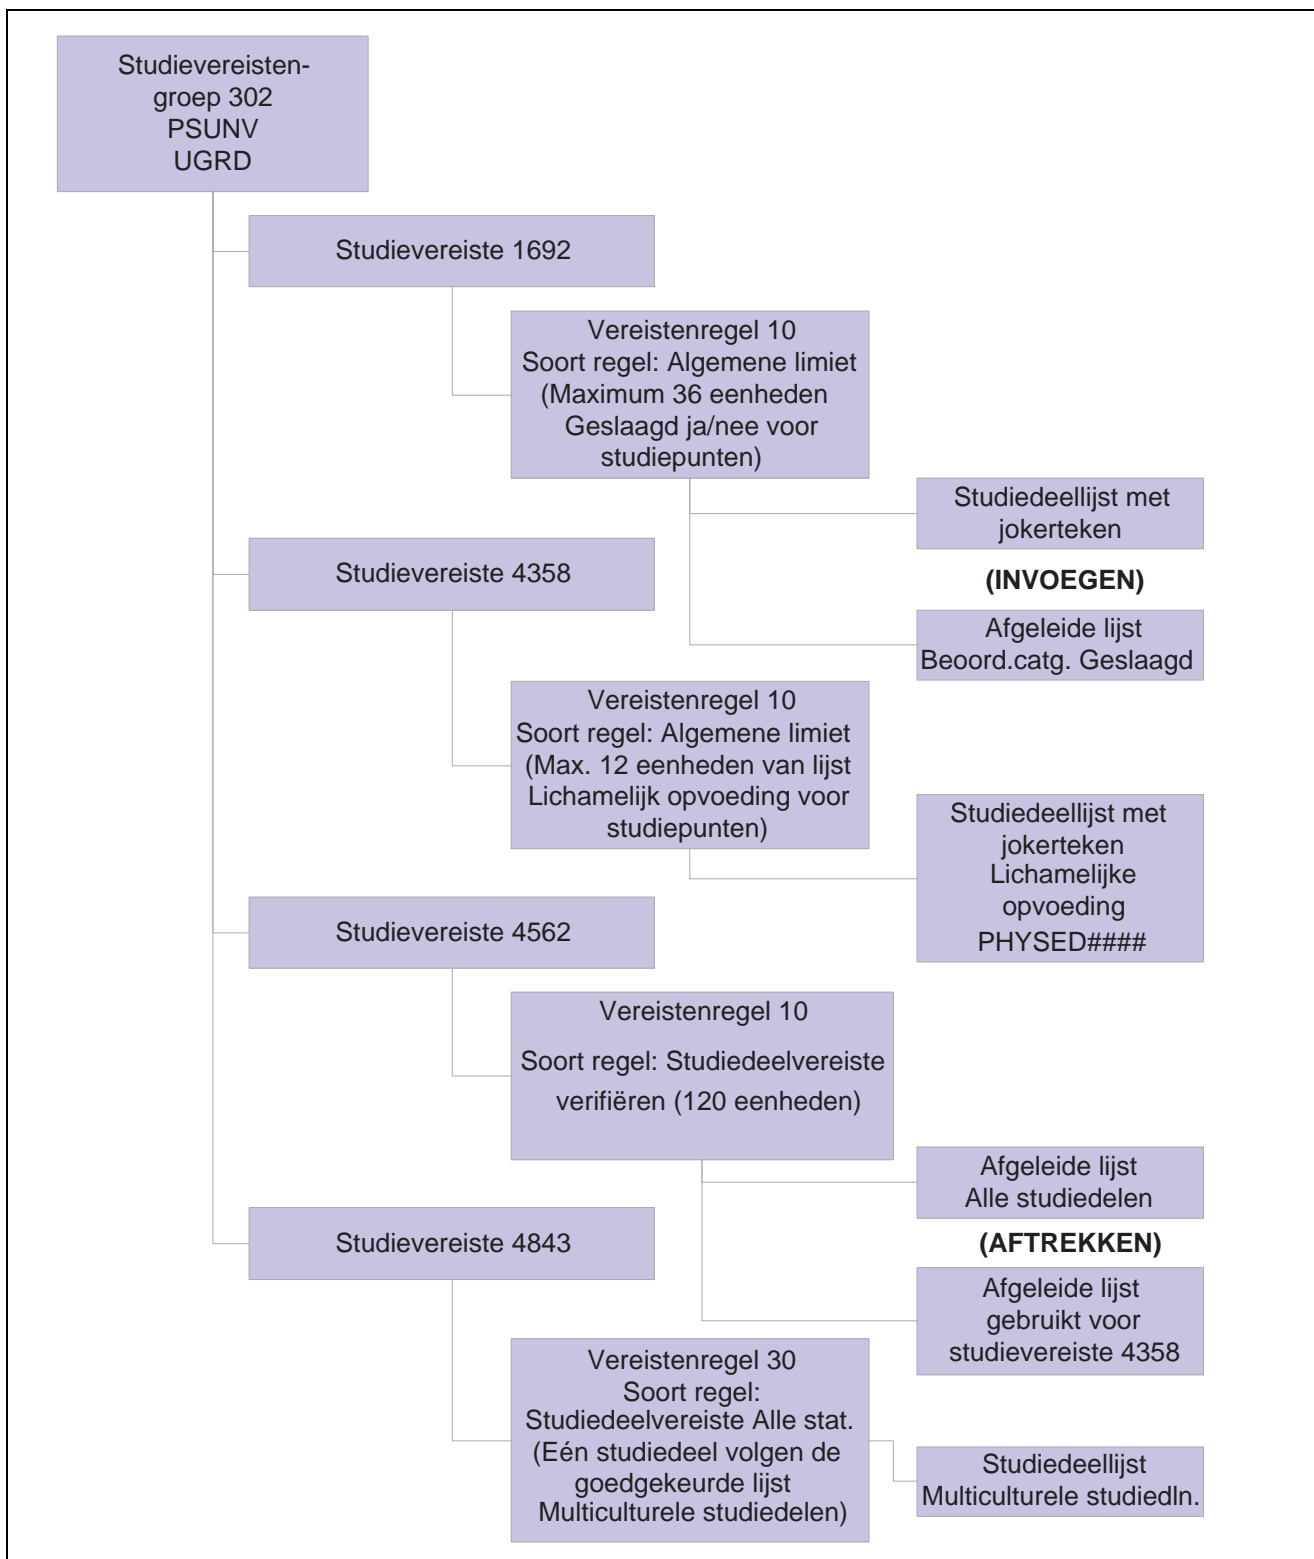 Studievereisten-
groep 302
PSUNV
UGRD
Studievereiste 1692
Vereistenregel 10
Soort regel: Algemene limiet
(Maximum 36 eenheden
Geslaagd ja/nee voor
studiepunten)
Studiedeellijst met
jokerteken
(INVOEGEN)
Afgeleide lijst
Beoord.catg. Geslaagd
Studievereiste 4358
Vereistenregel 10
Soort regel: Algemene limiet
(Max. 12 eenheden van lijst
Lichamelijk opvoeding voor
studiepunten)
Studiedeellijst met
jokerteken
Lichamelijke
opvoeding
PHYSED####
Studievereiste 4562
Vereistenregel 10
Soort regel: Studiedeelvereiste
verifiëren (120 eenheden)
Afgeleide lijst
Alle studiedelen
(AFTREKKEN)
Afgeleide lijst
gebruikt voor
studievereiste 4358
Studievereiste 4843
Vereistenregel 30
Soort regel:
Studiedeelvereiste Alle stat.
(Eén studiedeel volgen de
goedgekeurde lijst
Multiculturele studiedelen)
Studiedeellijst
Multiculturele studiedln.